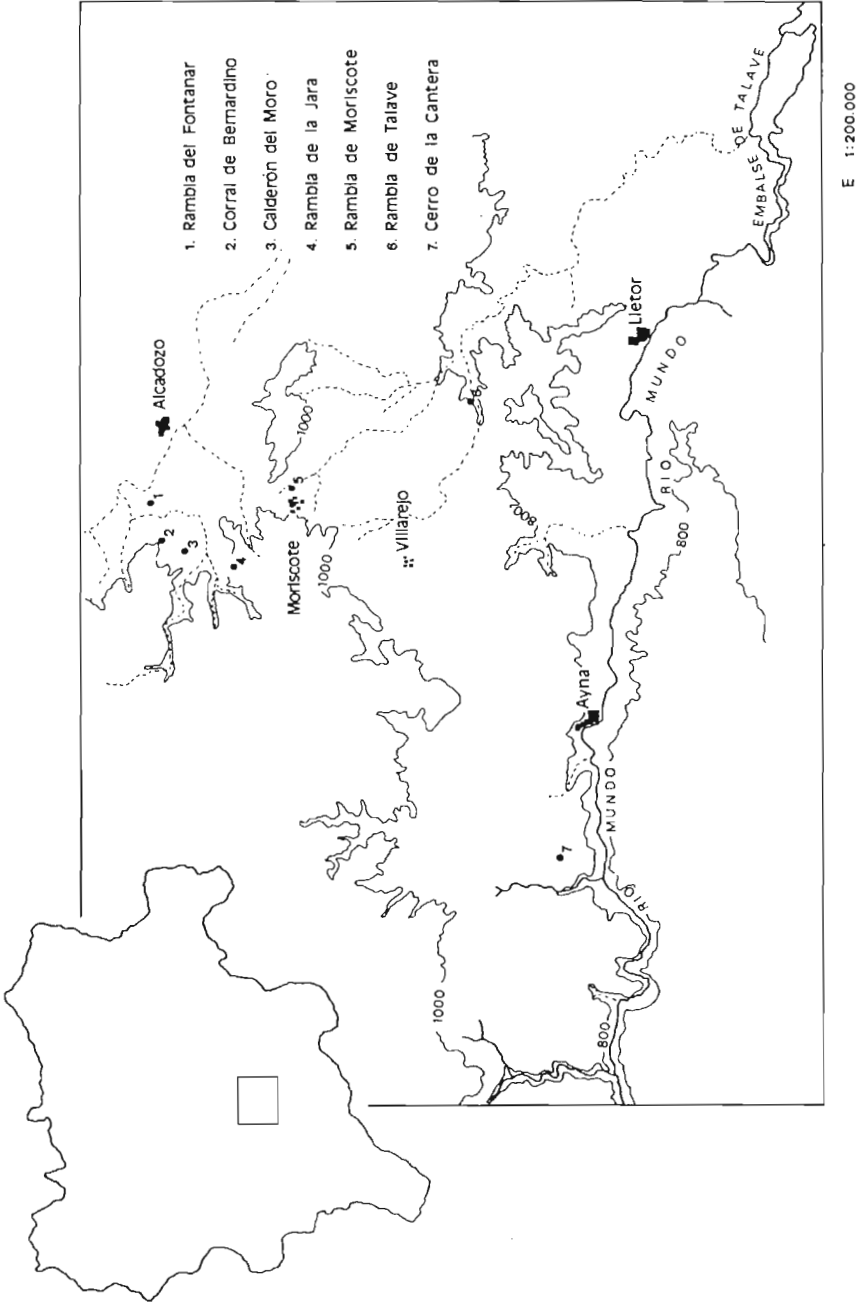 1. Rambla del Fontanar
2. Corral de Bernardino
3. Calderón del Moro
4. Rambla de la Jara
5. Rambla de Moriscote
6. Rambla de Talave
7. Cerro de la Cantera
Alcadozo
1
2
3
4
5
Moriscote
1000
1000
Villarejo
6
1000
800
Lietor
Ayna
7
RIO MUNDO
800
RIO MUNDO
800
EMBALSE DE TALAVE
E 1:200.000